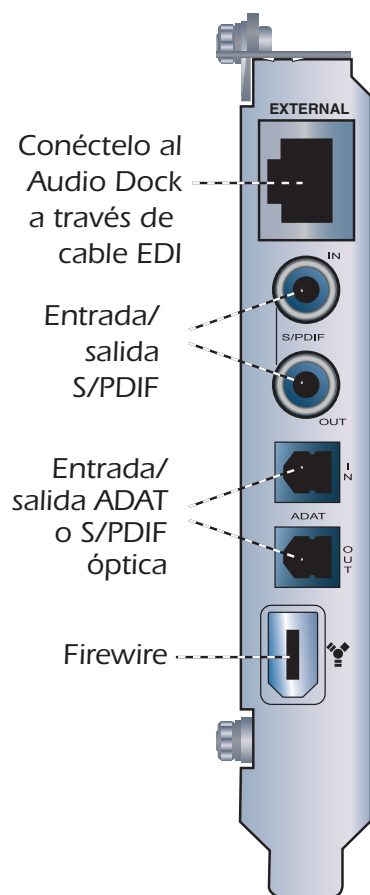 EXTERNAL
Conéctelo al
Audio Dock
a través de
cable EDI
IN
Entrada/
salida
S/PDIF
S/PDIF
OUT
Entrada/
salida ADAT
o S/PDIF
óptica
IN
ADAT
OUT
Firewire